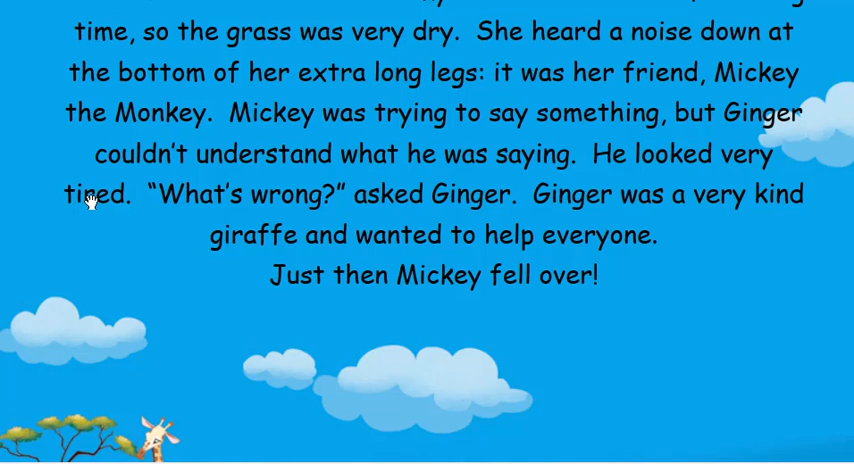 time, so the grass was very dry.  She heard a noise down at
the bottom of her extra long legs: it was her friend, Mickey
the Monkey.  Mickey was trying to say something, but Ginger
couldn’t understand what he was saying.  He looked very
tired.  “What’s wrong?” asked Ginger.  Ginger was a very kind
giraffe and wanted to help everyone.
Just then Mickey fell over!